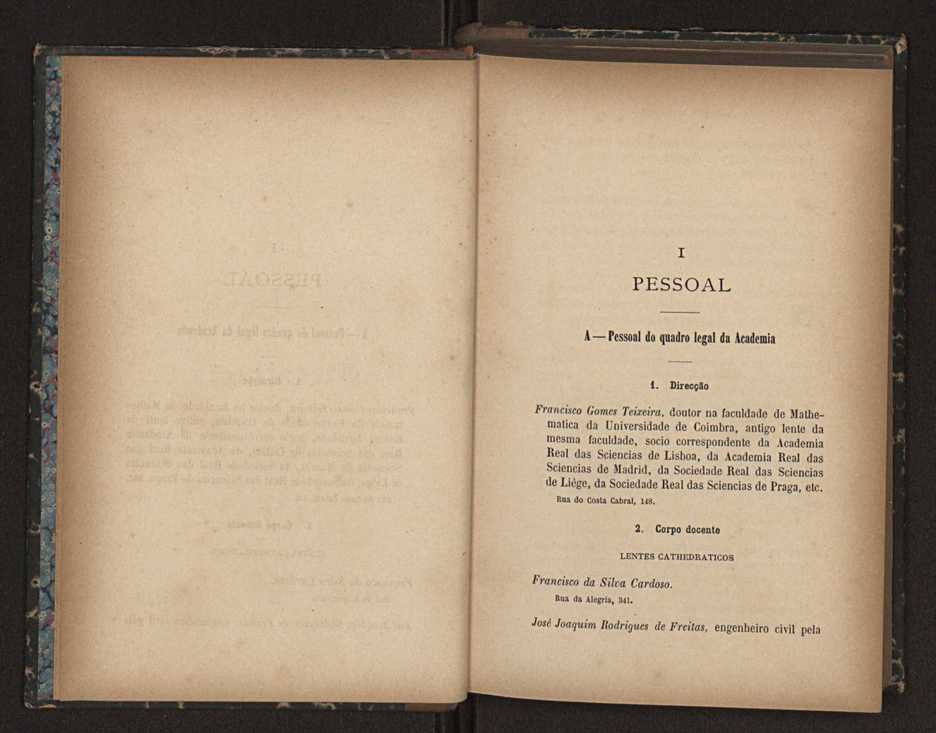 I
PESSOAL
A — Pessoal do quadro legal da Academia
1. Direcção
Francisco Gomes Teixeira, doutor na faculdade de Mathe-
matica da Universidade de Coimbra, antigo lente da
mesma faculdade, socio correspondente da Academia
Real das Sciencias de Lisboa, da Academia Real das
Sciencias de Madrid, da Sociedade Real das Sciencias
de Liége, da Sociedade Real das Sciencias de Praga, etc.
Rua do Costa Cabral, 148.
2. Corpo docente
LENTES CATHEDRATICOS
Francisco da Silva Cardoso.
Rua da Alegria, 341.
José Joaquim Rodrigues de Freitas, engenheiro civil pela